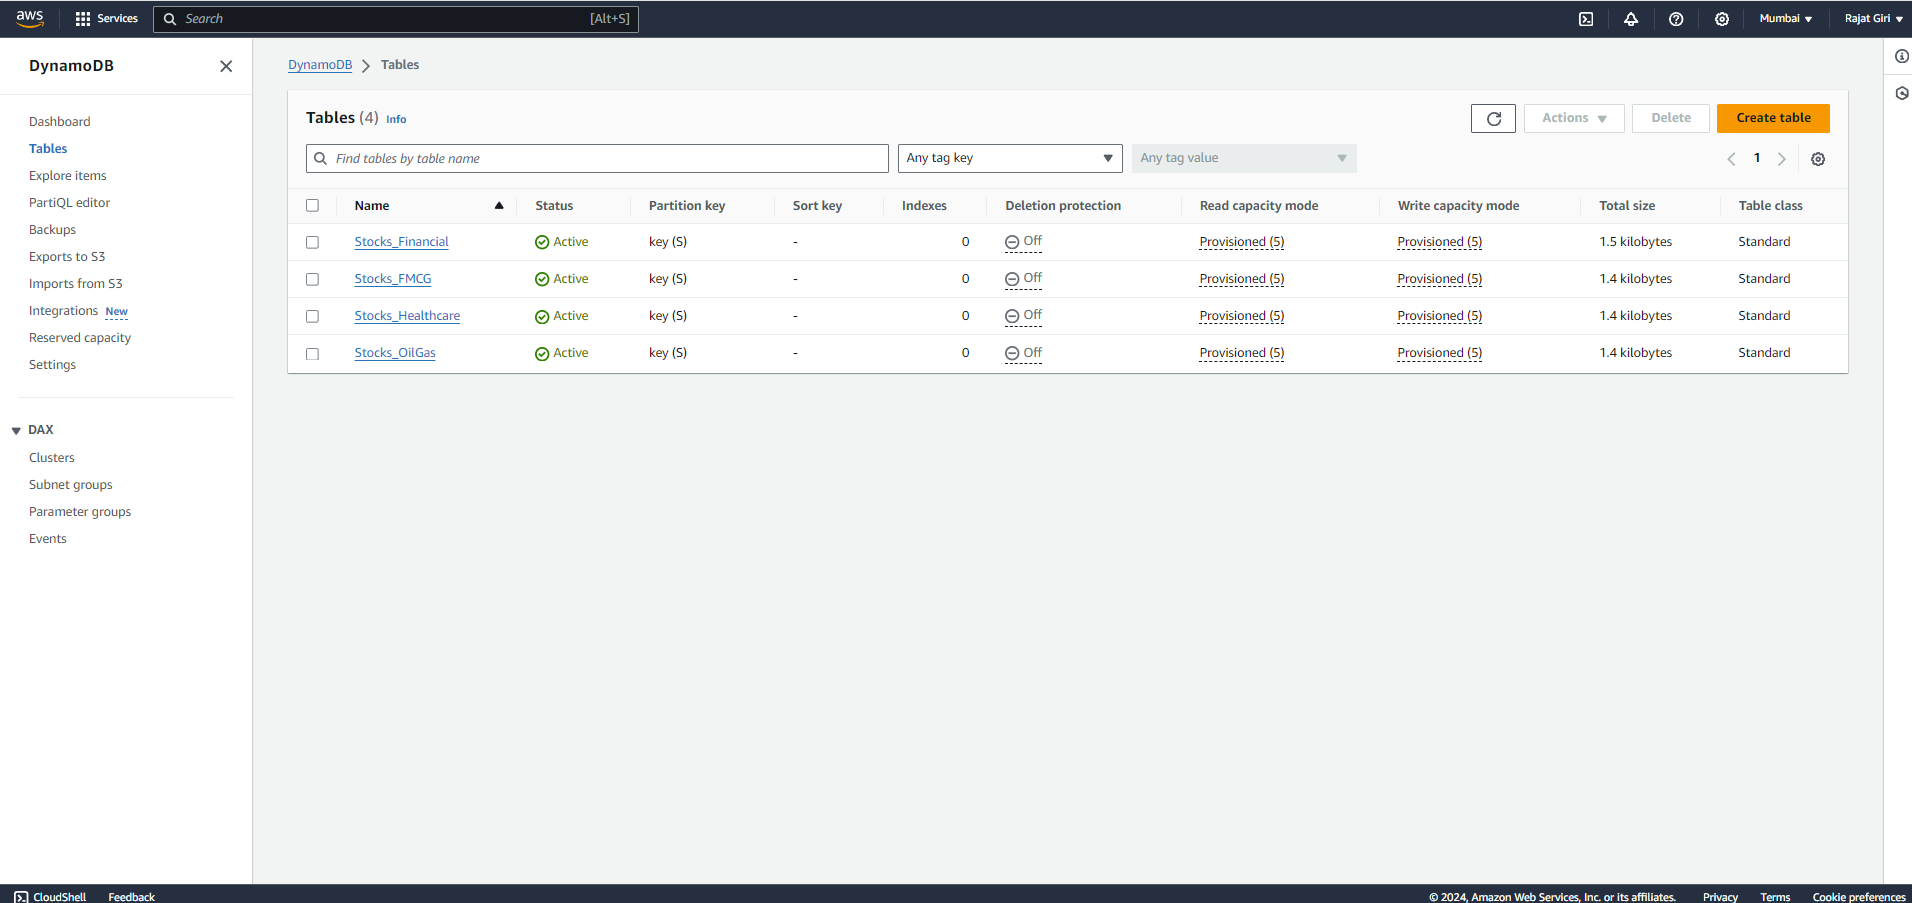 aws Services Search [Alt+S] Mumbai ▼ Rajat Giri ▼
DynamoDB
Dashboard
Tables
Explore items
PartiQL editor
Backups
Exports to S3
Imports from S3
Integrations New
Reserved capacity
Settings
DAX
Clusters
Subnet groups
Parameter groups
Events
DynamoDB > Tables
Tables (4) Info
Actions ▼ Delete Create table
Find tables by table name Any tag key Any tag value 1
Name Status Partition key Sort key Indexes Deletion protection Read capacity mode Write capacity mode Total size Table class
Stocks_Financial Active key (S) - 0 Off Provisioned (5) Provisioned (5) 1.5 kilobytes Standard
Stocks_FMCG Active key (S) - 0 Off Provisioned (5) Provisioned (5) 1.4 kilobytes Standard
Stocks_Healthcare Active key (S) - 0 Off Provisioned (5) Provisioned (5) 1.4 kilobytes Standard
Stocks_OilGas Active key (S) - 0 Off Provisioned (5) Provisioned (5) 1.4 kilobytes Standard
CloudShell Feedback © 2024, Amazon Web Services, Inc. or its affiliates. Privacy Terms Cookie preferences